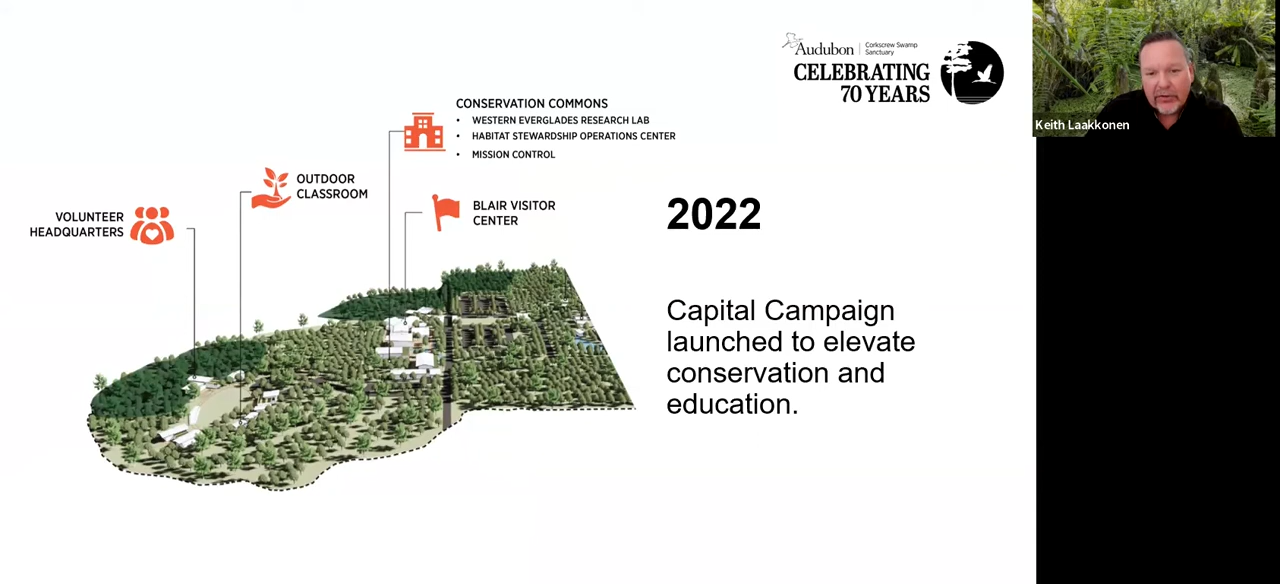 Audubon
Corkscrew Swamp
Sanctuary
CELEBRATING
70 YEARS
Keith Laakkonen
CONSERVATION COMMONS
• WESTERN EVERGLADES RESEARCH LAB
• HABITAT STEWARDSHIP OPERATIONS CENTER
• MISSION CONTROL
OUTDOOR
CLASSROOM
BLAIR VISITOR
CENTER
VOLUNTEER
HEADQUARTERS
2022
Capital Campaign
launched to elevate
conservation and
education.